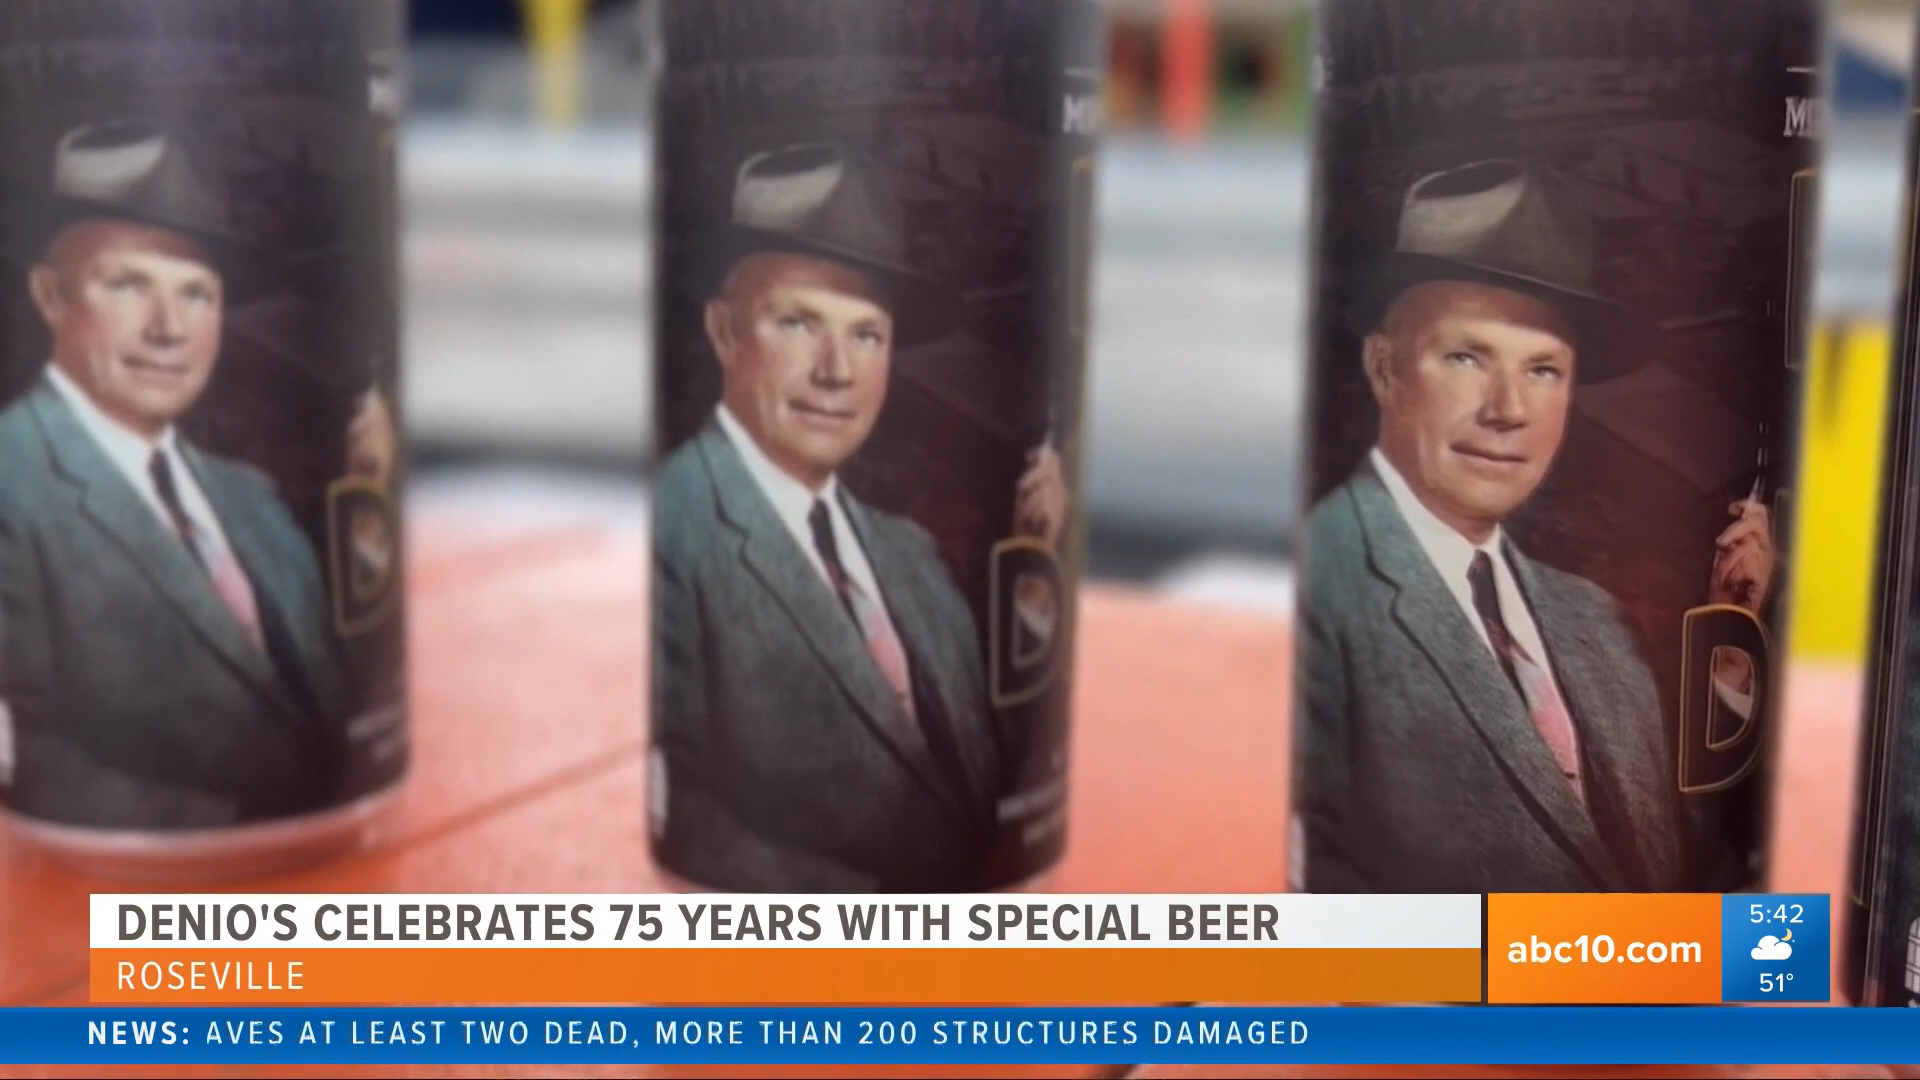 D
D
D
DENIO'S CELEBRATES 75 YEARS WITH SPECIAL BEER
ROSEVILLE
abc10.com
5:42
51°
NEWS: AVES AT LEAST TWO DEAD, MORE THAN 200 STRUCTURES DAMAGED